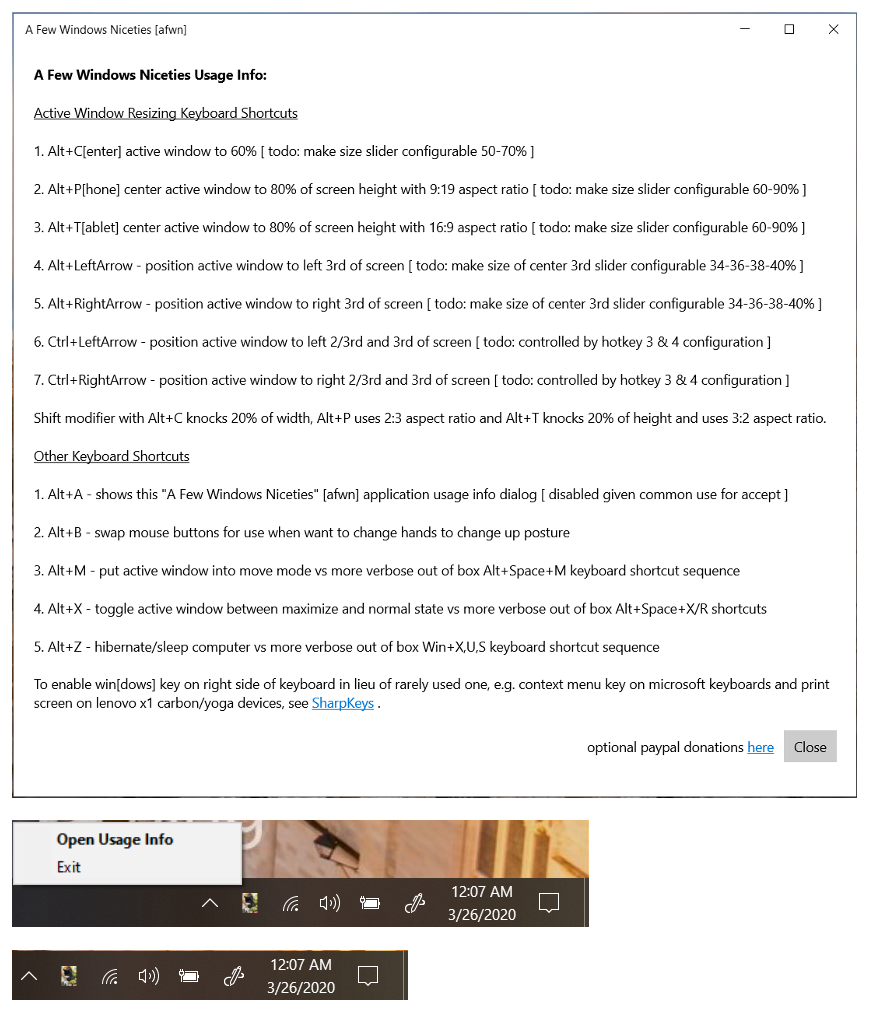 A Few Windows Niceties [afwn]
A Few Windows Niceties Usage Info:
Active Window Resizing Keyboard Shortcuts
1. Alt+C[enter] active window to 60% [ todo: make size slider configurable 50-70% ]
2. Alt+P[hone] center active window to 80% of screen height with 9:19 aspect ratio [ todo: make size slider configurable 60-90% ]
3. Alt+T[ablet] center active window to 80% of screen height with 16:9 aspect ratio [ todo: make size slider configurable 60-90% ]
4. Alt+LeftArrow - position active window to left 3rd of screen [ todo: make size of center 3rd slider configurable 34-36-38-40% ]
5. Alt+RightArrow - position active window to right 3rd of screen [ todo: make size of center 3rd slider configurable 34-36-38-40% ]
6. Ctrl+LeftArrow - position active window to left 2/3rd and 3rd of screen [ todo: controlled by hotkey 3 & 4 configuration ]
7. Ctrl+RightArrow - position active window to right 2/3rd and 3rd of screen [ todo: controlled by hotkey 3 & 4 configuration ]
Shift modifier with Alt+C knocks 20% of width, Alt+P uses 2:3 aspect ratio and Alt+T knocks 20% of height and uses 3:2 aspect ratio.
Other Keyboard Shortcuts
1. Alt+A - shows this "A Few Windows Niceties" [afwn] application usage info dialog [ disabled given common use for accept ]
2. Alt+B - swap mouse buttons for use when want to change hands to change up posture
3. Alt+M - put active window into move mode vs more verbose out of box Alt+Space+M keyboard shortcut sequence
4. Alt+X - toggle active window between maximize and normal state vs more verbose out of box Alt+Space+X/R shortcuts
5. Alt+Z - hibernate/sleep computer vs more verbose out of box Win+X,U,S keyboard shortcut sequence
To enable win[dows] key on right side of keyboard in lieu of rarely used one, e.g. context menu key on microsoft keyboards and print
screen on lenovo x1 carbon/yoga devices, see SharpKeys .
optional paypal donations here Close
Open Usage Info
Exit
12:07 AM
3/26/2020
12:07 AM
3/26/2020